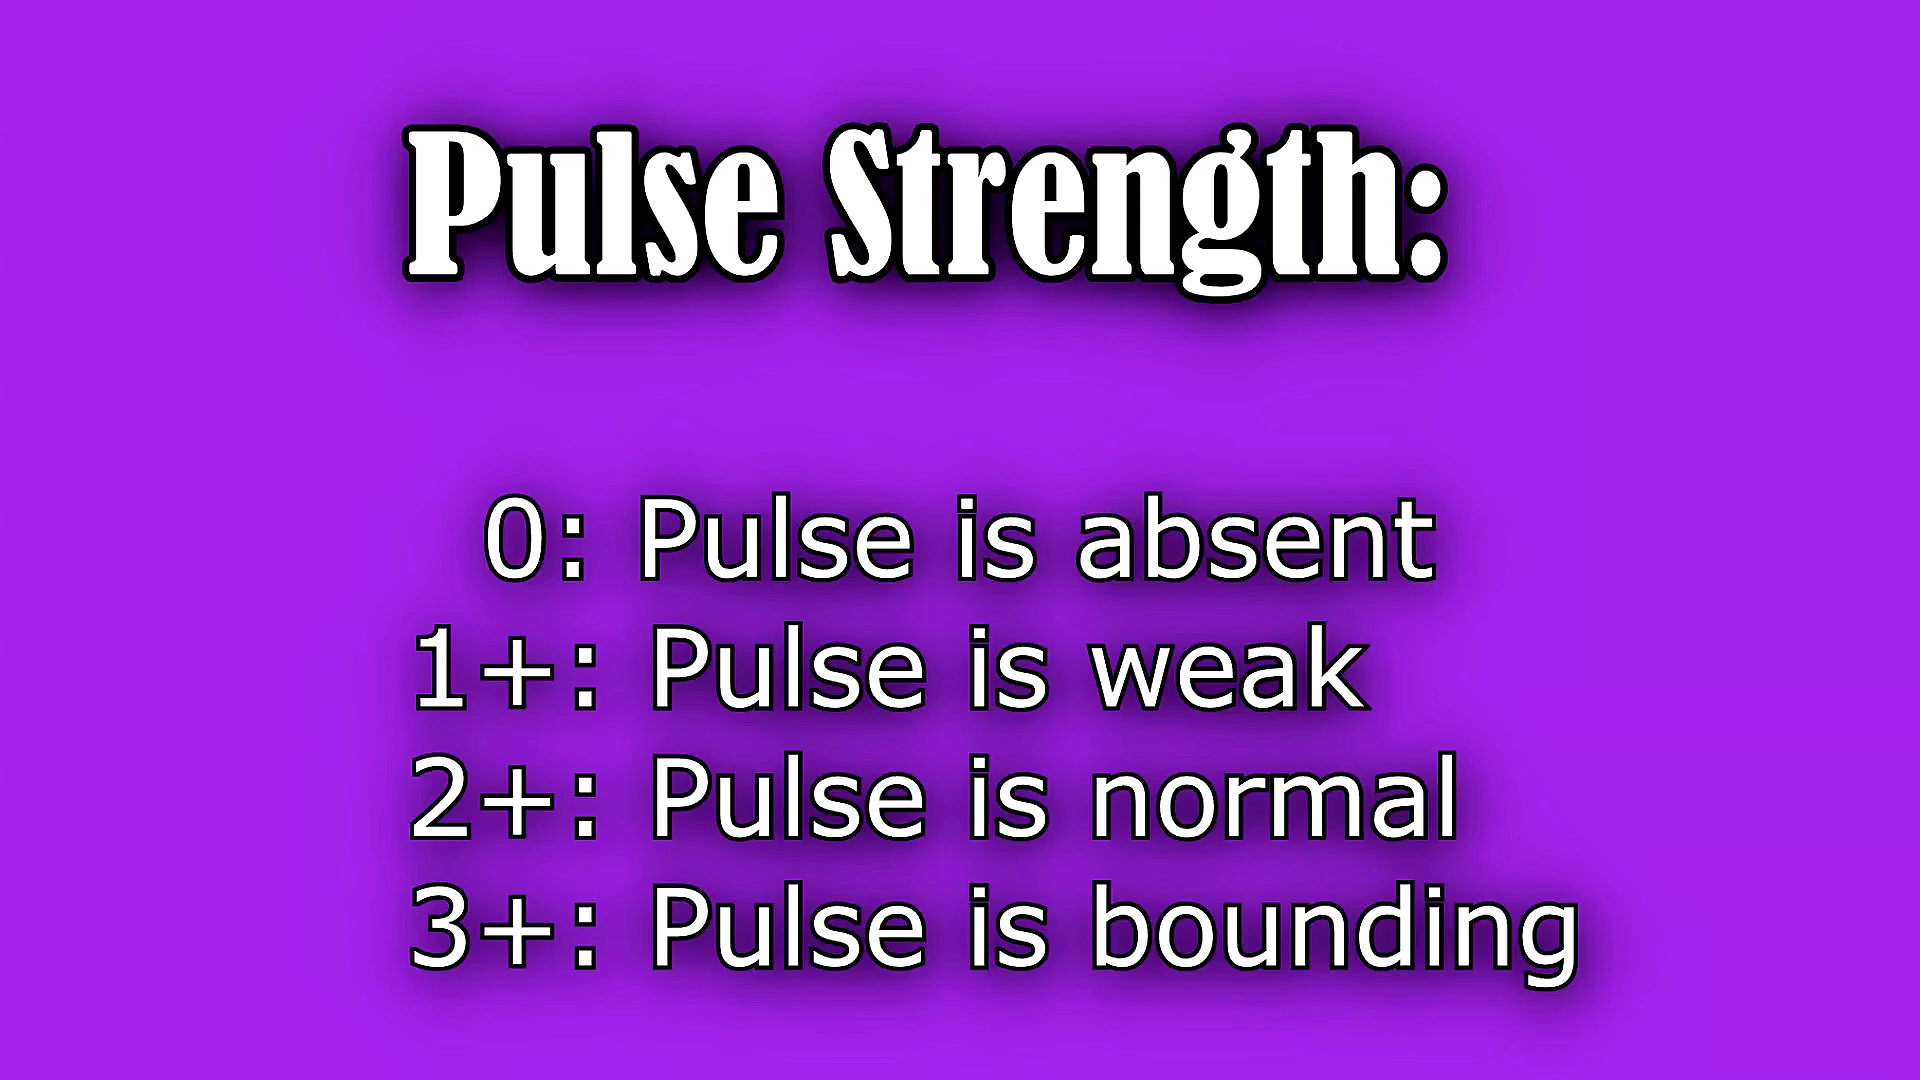 Pulse Strength:
0: Pulse is absent
1+: Pulse is weak
2+: Pulse is normal
3+: Pulse is bounding